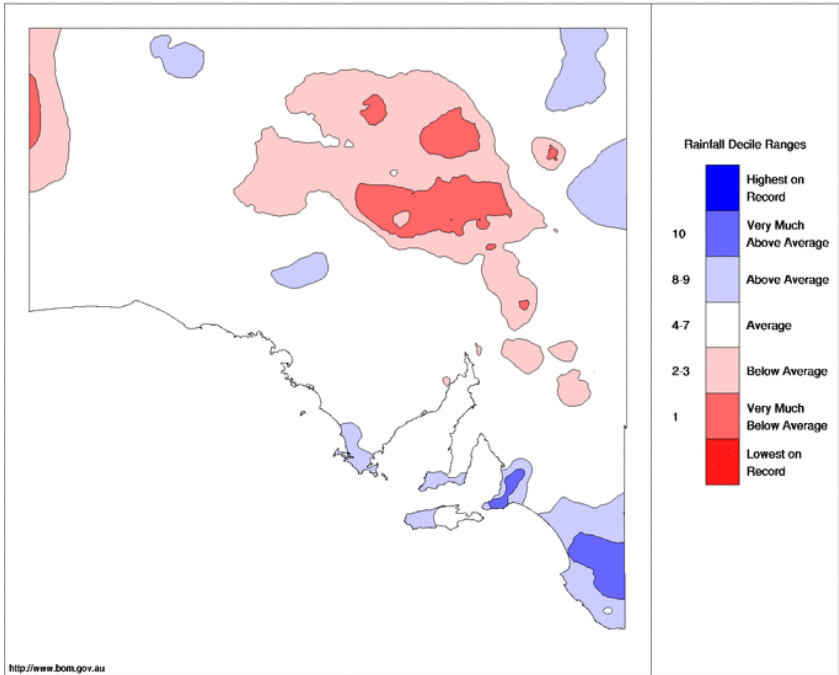 Rainfall Decile Ranges
Highest on
Record
10
Very Much
Above Average
8-9
Above Average
4-7
Average
2-3
Below Average
1
Very Much
Below Average
Lowest on
Record
http://www.bom.gov.au